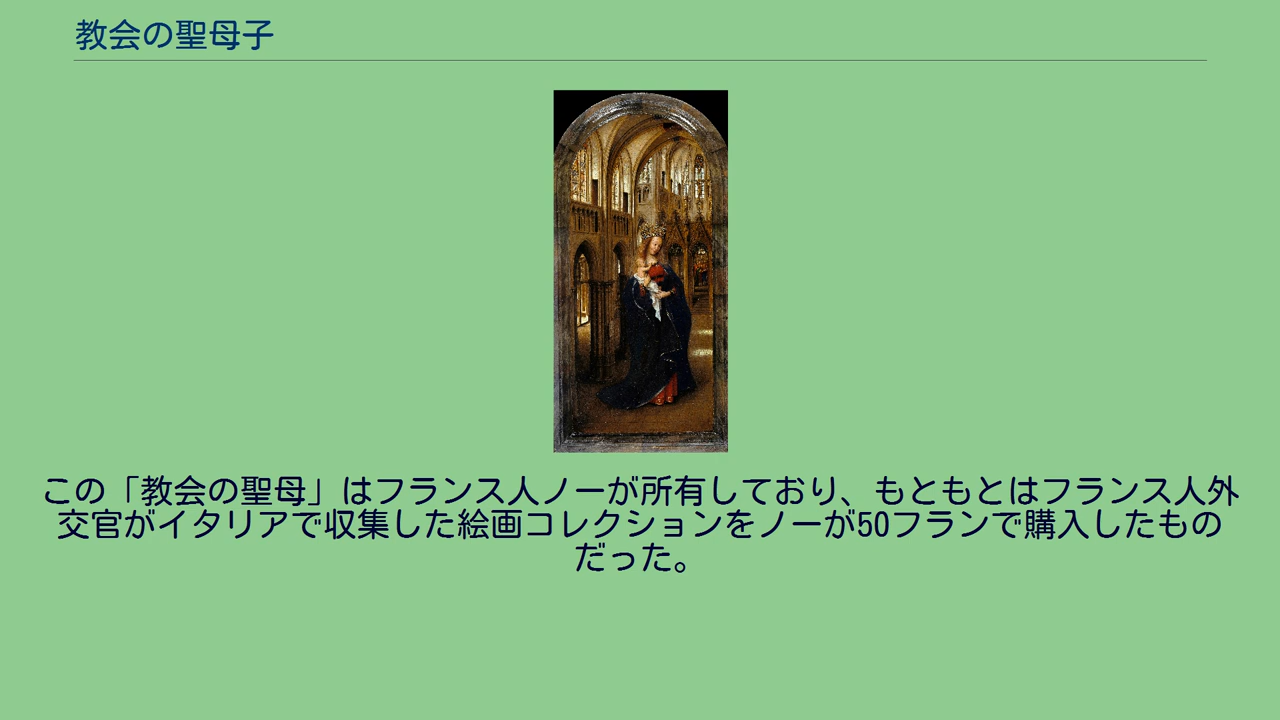 教会の聖母子
この「教会の聖母」はフランス人ノーが所有しており、もともとはフランス人外
交官がイタリアで収集した絵画コレクションをノーが50フランで購入したもの
だった。